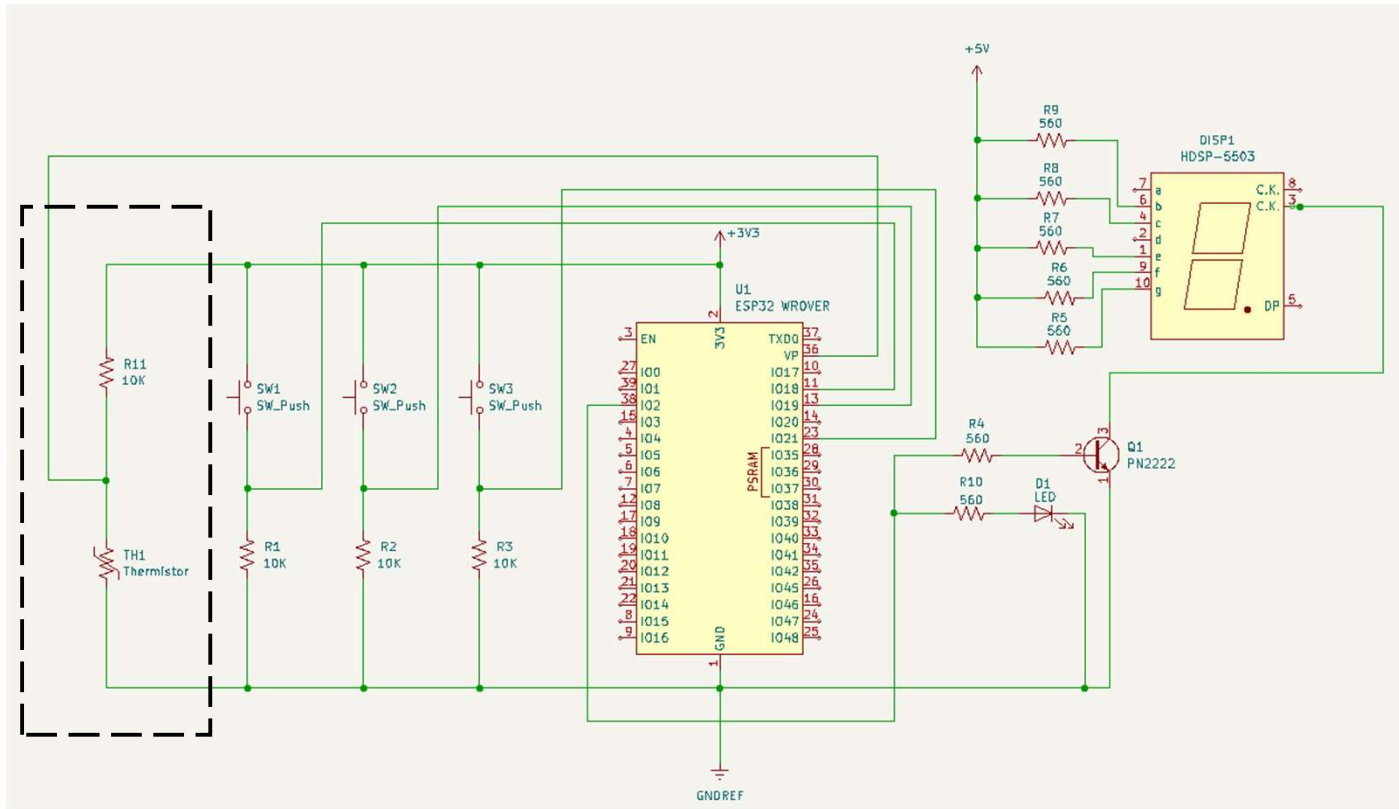 +5V
R9
560
R8
560
R7
560
R6
560
R5
560
DISP1
HDSP-5503
7 a
6 b
4 c
2 d
1 e
9 f
10 g
C.K. 8
C.K. 3
DP 5
+3V3
U1
ESP32 WROVER
2
3V3
3 EN
27 IO0
39 IO1
38 IO2
15 IO3
4 IO4
5 IO5
6 IO6
7 IO7
12 IO8
17 IO9
18 IO10
19 IO11
20 IO12
21 IO13
22 IO14
8 IO15
9 IO16
TXD0 37
VP 36
IO17 10
IO18 11
IO19 13
IO20 14
IO21 23
IO35 28
IO36 29
IO37 30
IO38 31
IO39 32
IO40 33
IO41 34
IO42 35
IO45 26
IO46 16
IO47 24
IO48 25
PSRAM
GND
1
R11
10K
SW1
SW_Push
SW2
SW_Push
SW3
SW_Push
TH1
Thermistor
R1
10K
R2
10K
R3
10K
R4
560
R10
560
D1
LED
3
2
1
Q1
PN2222
GNDREF